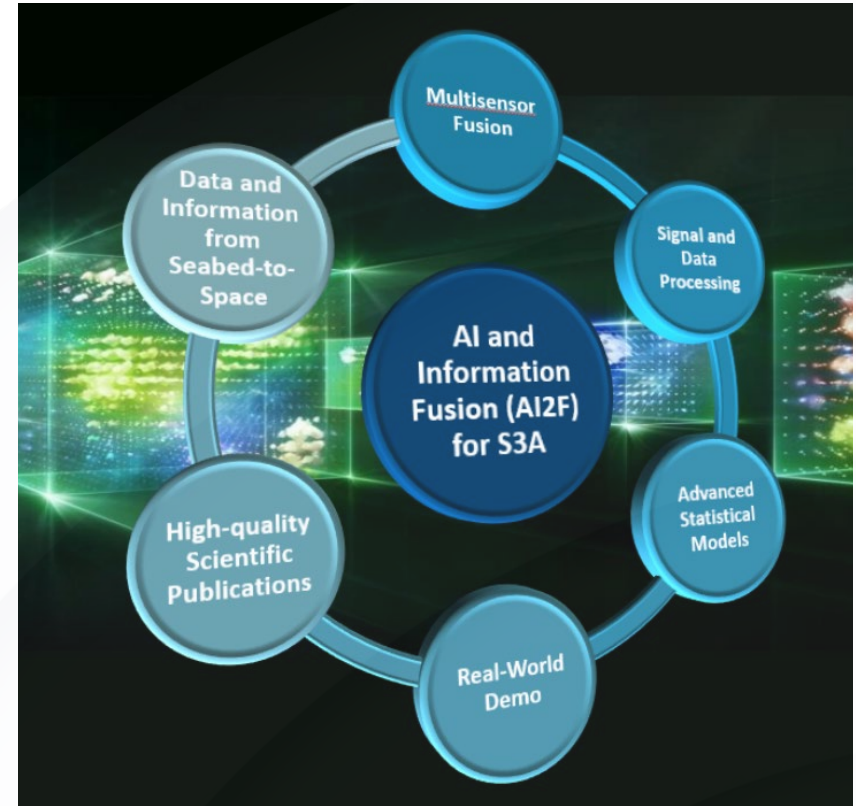 Multisensor
Fusion
Signal and
Data
Processing
Advanced
Statistical
Models
Real-World
Demo
High-quality
Scientific
Publications
Data and
Information
from
Seabed-to-
Space
AI and
Information
Fusion (AI2F)
for S3A